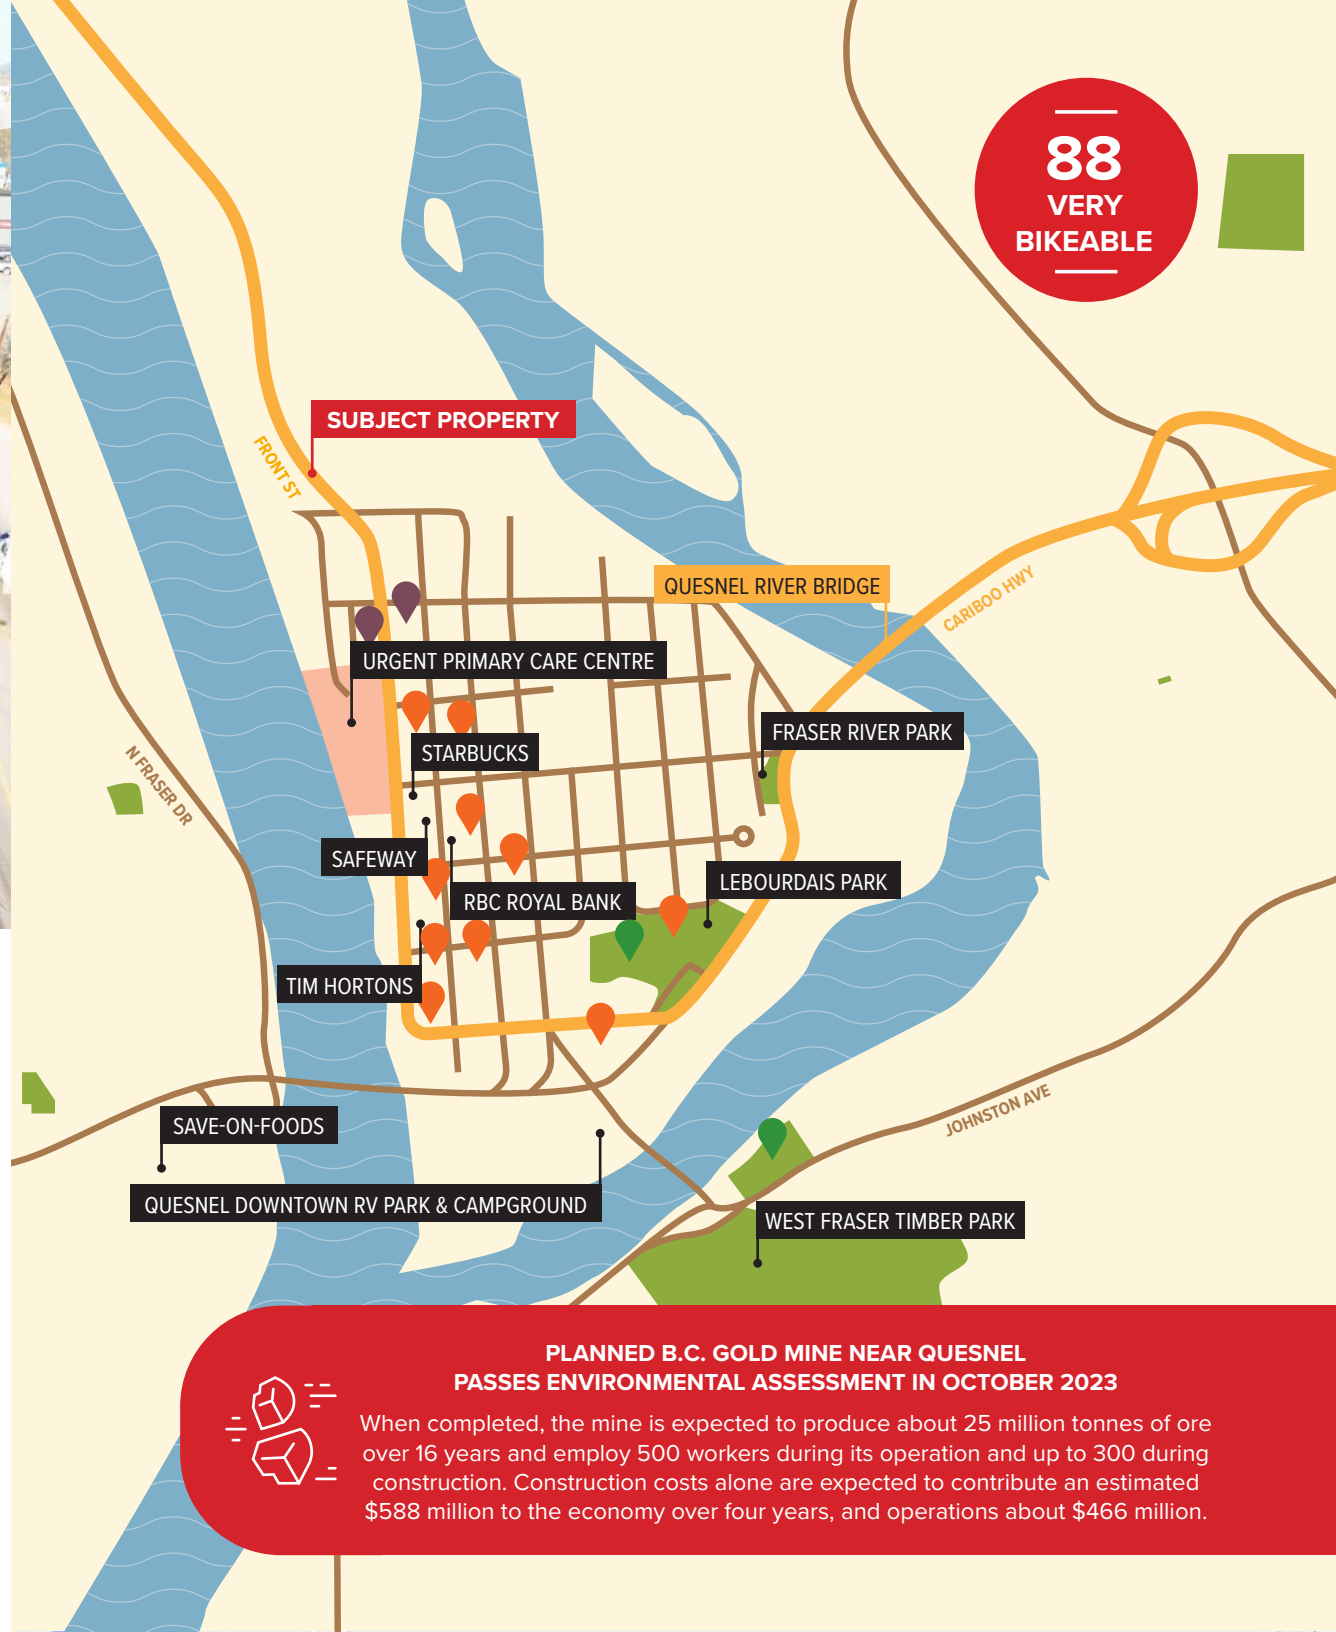 88
VERY
BIKEABLE
SUBJECT PROPERTY
FRONT ST
QUESNEL RIVER BRIDGE
CARIBOO HWY
URGENT PRIMARY CARE CENTRE
FRASER RIVER PARK
STARBUCKS
N FRASER DR
SAFEWAY
LEBOURDAIS PARK
RBC ROYAL BANK
TIM HORTONS
SAVE-ON-FOODS
JOHNSTON AVE
QUESNEL DOWNTOWN RV PARK & CAMPGROUND
WEST FRASER TIMBER PARK
PLANNED B.C. GOLD MINE NEAR QUESNEL
PASSES ENVIRONMENTAL ASSESSMENT IN OCTOBER 2023
When completed, the mine is expected to produce about 25 million tonnes of ore
over 16 years and employ 500 workers during its operation and up to 300 during
construction. Construction costs alone are expected to contribute an estimated
$588 million to the economy over four years, and operations about $466 million.